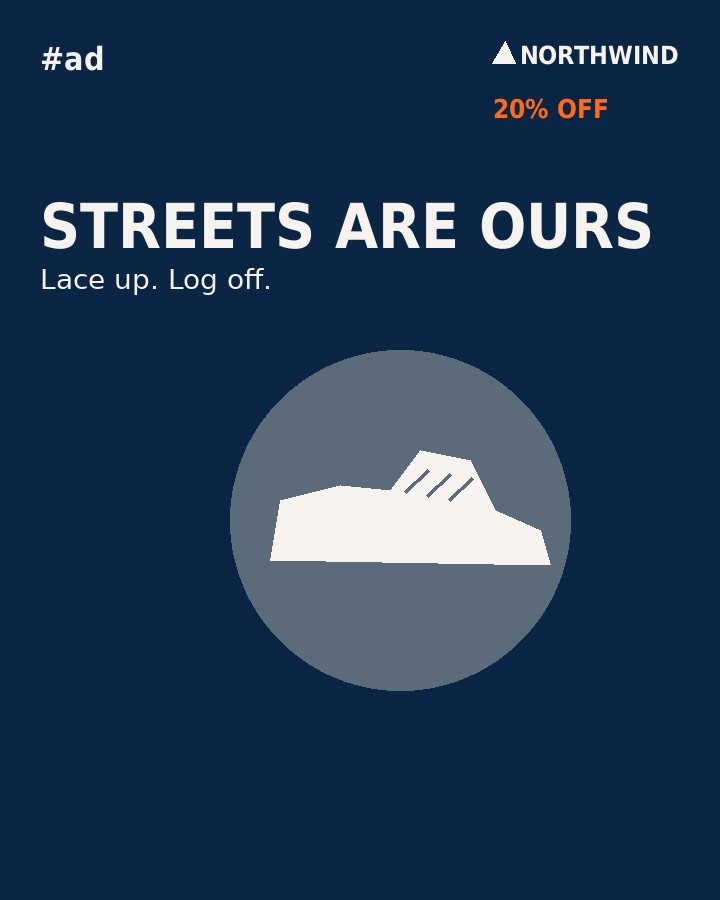 #ad
NORTHWIND
20% OFF
STREETS ARE OURS
Lace up. Log off.